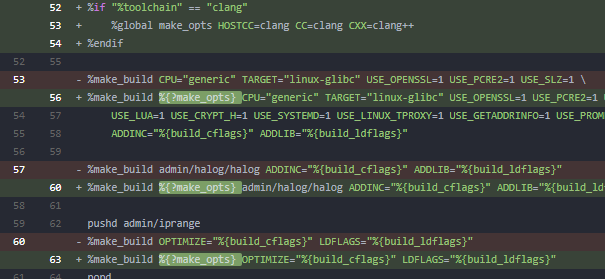 52 + %if "%toolchain" == "clang"
53 + %global make_opts HOSTCC=clang CC=clang CXX=clang++
54 + %endif
52 55
53 - %make_build CPU="generic" TARGET="linux-glibc" USE_OPENSSL=1 USE_PCRE2=1 USE_SLZ=1 \
56 + %make_build %{?make_opts} CPU="generic" TARGET="linux-glibc" USE_OPENSSL=1 USE_PCRE2=1 U
54 57 USE_LUA=1 USE_CRYPT_H=1 USE_SYSTEMD=1 USE_LINUX_TPROXY=1 USE_GETADDRINFO=1 USE_PROM
55 58 ADDINC="%{build_cflags}" ADDLIB="%{build_ldflags}"
56 59
57 - %make_build admin/halog/halog ADDINC="%{build_cflags}" ADDLIB="%{build_ldflags}"
60 + %make_build %{?make_opts} admin/halog/halog ADDINC="%{build_cflags}" ADDLIB="%{build_ld
58 61
59 62 pushd admin/iprange
60 - %make_build OPTIMIZE="%{build_cflags}" LDFLAGS="%{build_ldflags}"
63 + %make_build %{?make_opts} OPTIMIZE="%{build_cflags}" LDFLAGS="%{build_ldflags}"
61 64 popd